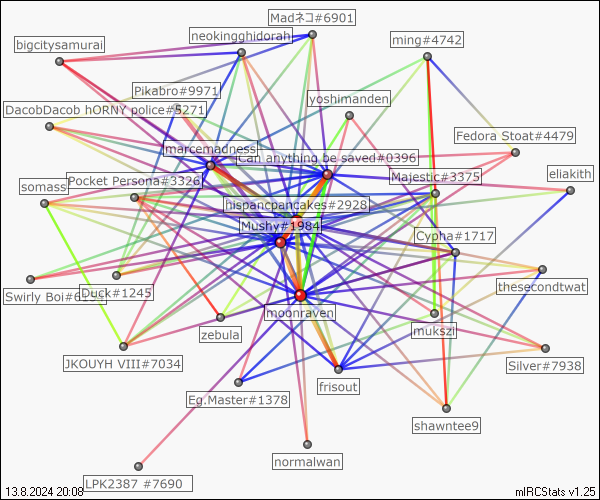 Madネコ#6901
neokingghidorah
bigcitysamurai
ming#4742
Pikabro#9971
yoshimanden
DacobDacob hORNY police#5271
Fedora Stoat#4479
marcemadness
Can anything be saved#0396
eliakith
Pocket Persona#3326
Majestic#3375
somass
hispancpancakes#2928
Mushy#1984
Cypha#1717
thesecondtwat
Swirly Boi#6
Duck#1245
moonraven
zebula
mukszi
JKOUYH VIII#7034
Silver#7938
frisout
Eg.Master#1378
shawntee9
normalwan
LPK2387 #7690
13.8.2024 20:08
mIRCStats v1.25